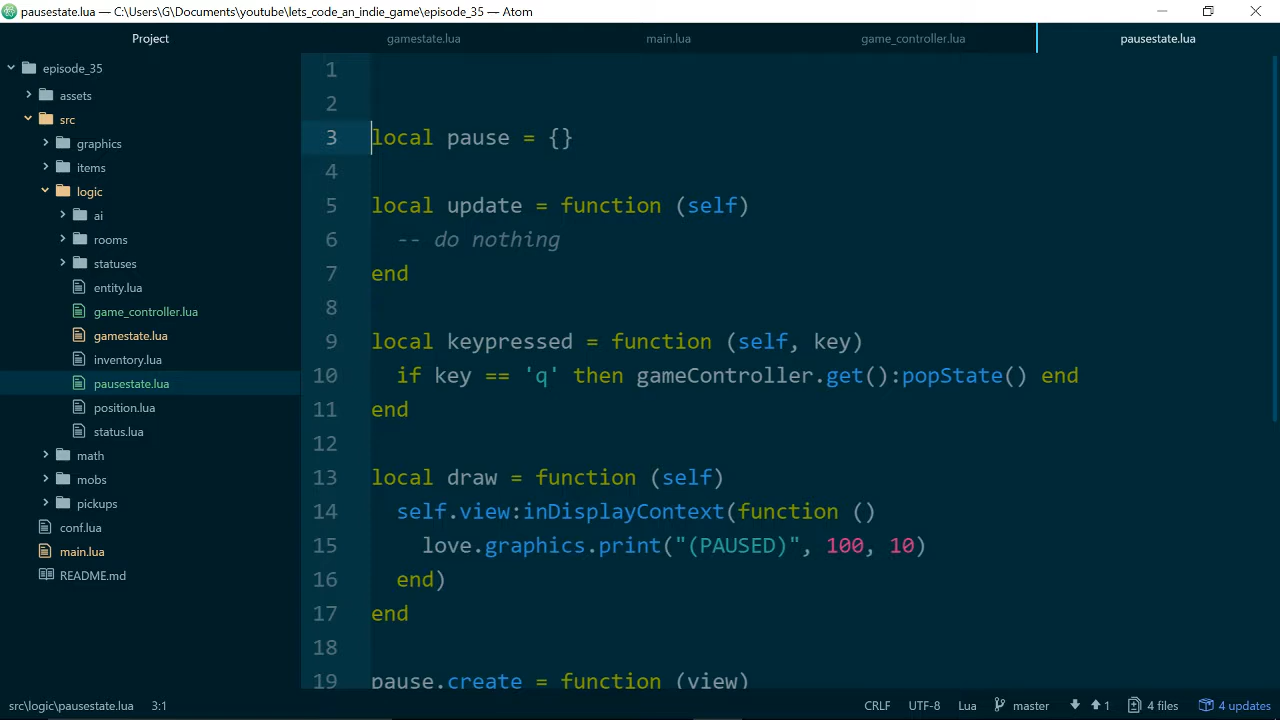 pausestate.lua — C:\Users\G\Documents\youtube\lets_code_an_indie_game\episode_35 — Atom
Project
gamestate.lua
main.lua
game_controller.lua
pausestate.lua
episode_35
assets
src
graphics
items
logic
ai
rooms
statuses
entity.lua
game_controller.lua
gamestate.lua
inventory.lua
pausestate.lua
position.lua
status.lua
math
mobs
pickups
conf.lua
main.lua
README.md
1
2
3 local pause = {}
4
5 local update = function (self)
6 -- do nothing
7 end
8
9 local keypressed = function (self, key)
10 if key == 'q' then gameController.get():popState() end
11 end
12
13 local draw = function (self)
14 self.view:inDisplayContext(function ()
15 love.graphics.print("(PAUSED)", 100, 10)
16 end)
17 end
18
19 pause.create = function (view)
src\logic\pausestate.lua 3:1 CRLF UTF-8 Lua master 1 4 files 4 updates